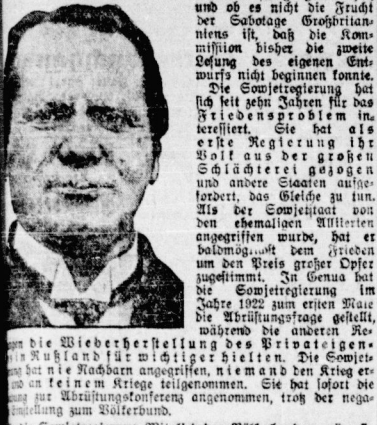 und ob es nicht die Frucht
der Sabotage Großbritan-
niens ist, daß die Kom-
mission bisher die zweite
Lesung des eigenen Ent-
wurfs nicht beginnen konnte.
Die Sowjetregierung hat
sich seit zehn Jahren für das
Friedensproblem in-
teressiert. Sie hat als
erste Regierung ihr
Volk aus der großen
Schlächterei gezogen
und andere Staaten aufge-
fordert, das Gleiche zu tun.
Als der Sowjetstaat von
den ehemaligen Alliierten
angegriffen wurde, hat er
baldmöglichst dem Frieden
um den Preis großer Opfer
zugestimmt. In Genua hat
die Sowjetregierung im
Jahre 1922 zum ersten Male
die Abrüstungsfrage gestellt,
während die anderen Re-
die Wiederherstellung des Privateigen-
in Rußland für wichtiger hielten. Die Sowjet-
hat nie Nachbarn angegriffen, niemand den Krieg er-
an keinem Kriege teilgenommen. Sie hat sofort die
zur Abrüstungskonferenz angenommen, trotz der nega-
zum Völkerbund.